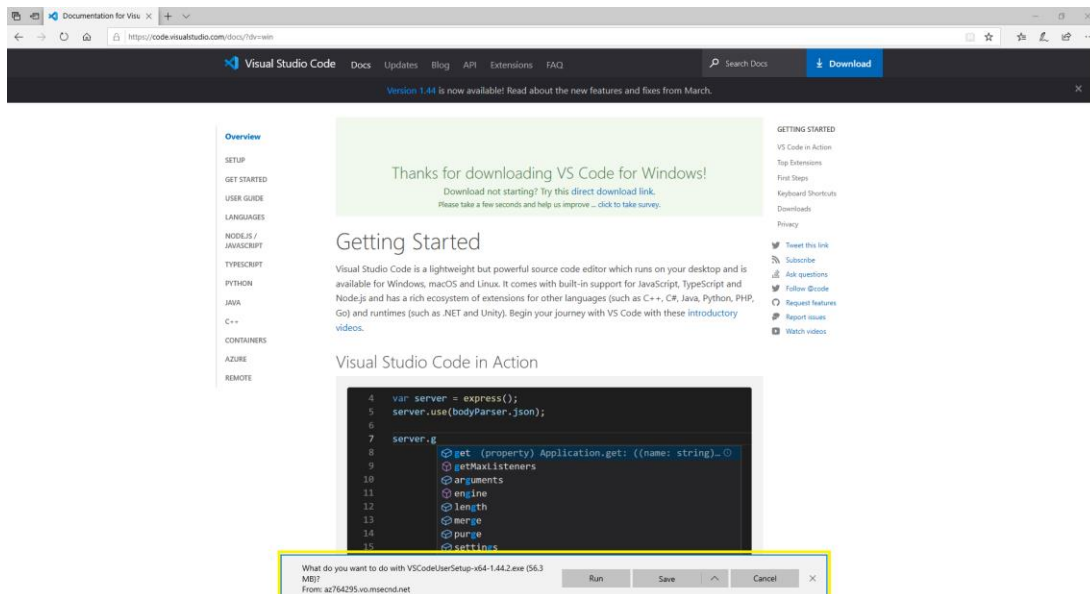 Documentation for Visu
https://code.visualstudio.com/docs/?dv=win
Visual Studio Code Docs Updates Blog API Extensions FAQ Search Docs Download
Version 1.44 is now available! Read about the new features and fixes from March.
Overview
SETUP
GET STARTED
USER GUIDE
LANGUAGES
NODE.JS /
JAVASCRIPT
TYPESCRIPT
PYTHON
JAVA
C++
CONTAINERS
AZURE
REMOTE
Thanks for downloading VS Code for Windows!
Download not starting? Try this direct download link.
Please take a few seconds and help us improve ... click to take survey.
Getting Started
Visual Studio Code is a lightweight but powerful source code editor which runs on your desktop and is
available for Windows, macOS and Linux. It comes with built-in support for JavaScript, TypeScript and
Node.js and has a rich ecosystem of extensions for other languages (such as C++, C#, Java, Python, PHP,
Go) and runtimes (such as .NET and Unity). Begin your journey with VS Code with these introductory
videos.
Visual Studio Code in Action
4 var server = express();
5 server.use(bodyParser.json);
6
7 server.g
8 get (property) Application.get: ((name: string)…
9 getMaxListeners
10 arguments
11 engine
12 length
13 merge
14 purge
15 settings
GETTING STARTED
VS Code in Action
Top Extensions
First Steps
Keyboard Shortcuts
Downloads
Privacy
Tweet this link
Subscribe
Ask questions
Follow @code
Request features
Report issues
Watch videos
What do you want to do with VSCodeUserSetup-x64-1.44.2.exe (56.3
MB)?
From: az764295.vo.msecnd.net
Run Save Cancel